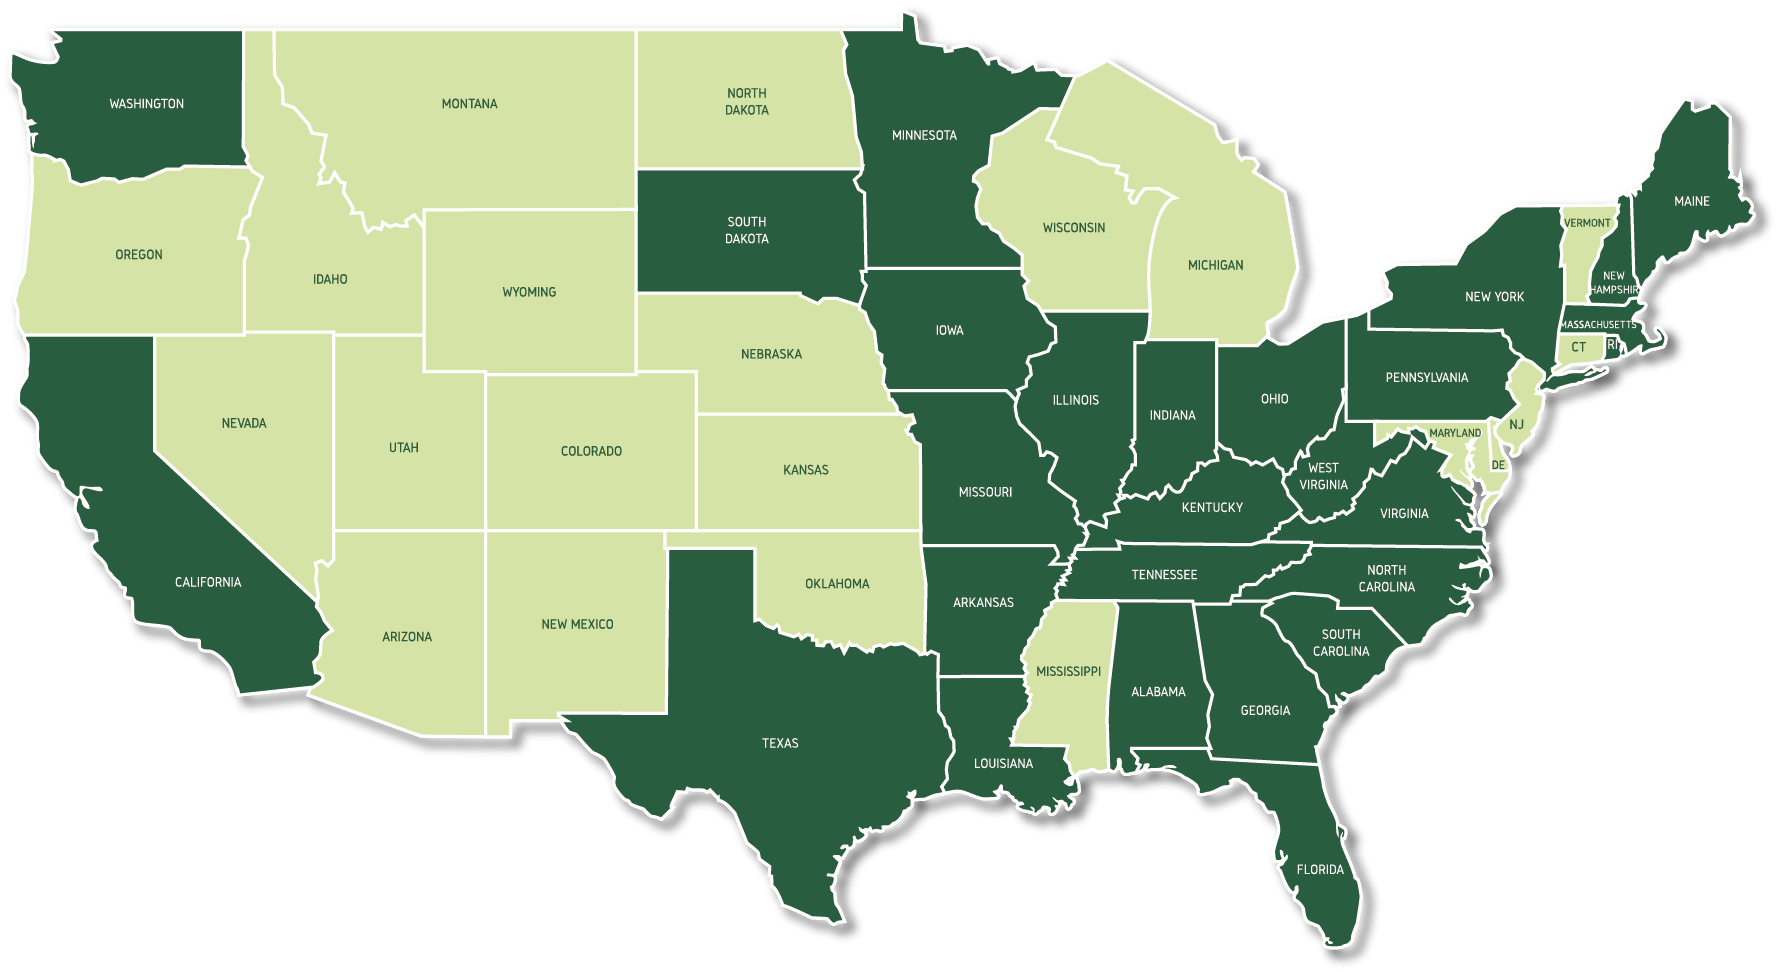 WASHINGTON
MONTANA
NORTH
DAKOTA
MINNESOTA
MAINE
SOUTH
DAKOTA
WISCONSIN
VERMONT
OREGON
IDAHO
WYOMING
MICHIGAN
NEW
HAMPSHIR
NEW YORK
MASSACHUSETTS
IOWA
NEBRASKA
CT
RI
PENNSYLVANIA
ILLINOIS
INDIANA
OHIO
NEVADA
UTAH
COLORADO
KANSAS
MARYLAND
NJ
DE
MISSOURI
WEST
VIRGINIA
KENTUCKY
VIRGINIA
CALIFORNIA
OKLAHOMA
TENNESSEE
NORTH
CAROLINA
ARKANSAS
ARIZONA
NEW MEXICO
SOUTH
CAROLINA
MISSISSIPPI
ALABAMA
GEORGIA
TEXAS
LOUISIANA
FLORIDA